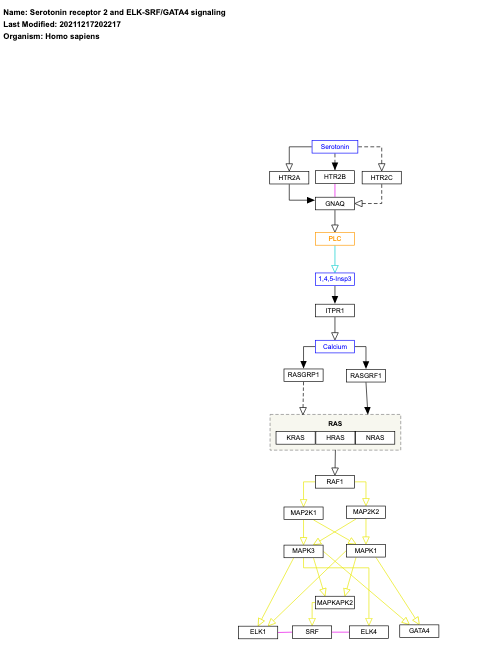 Name: Serotonin receptor 2 and ELK-SRF/GATA4 signaling
Last Modified: 20211217202217
Organism: Homo sapiens
Serotonin
HTR2A
HTR2B
HTR2C
GNAQ
PLC
1,4,5-Insp3
ITPR1
Calcium
RASGRP1
RASGRF1
RAS
KRAS
HRAS
NRAS
RAF1
MAP2K1
MAP2K2
MAPK3
MAPK1
MAPKAPK2
ELK1
SRF
ELK4
GATA4